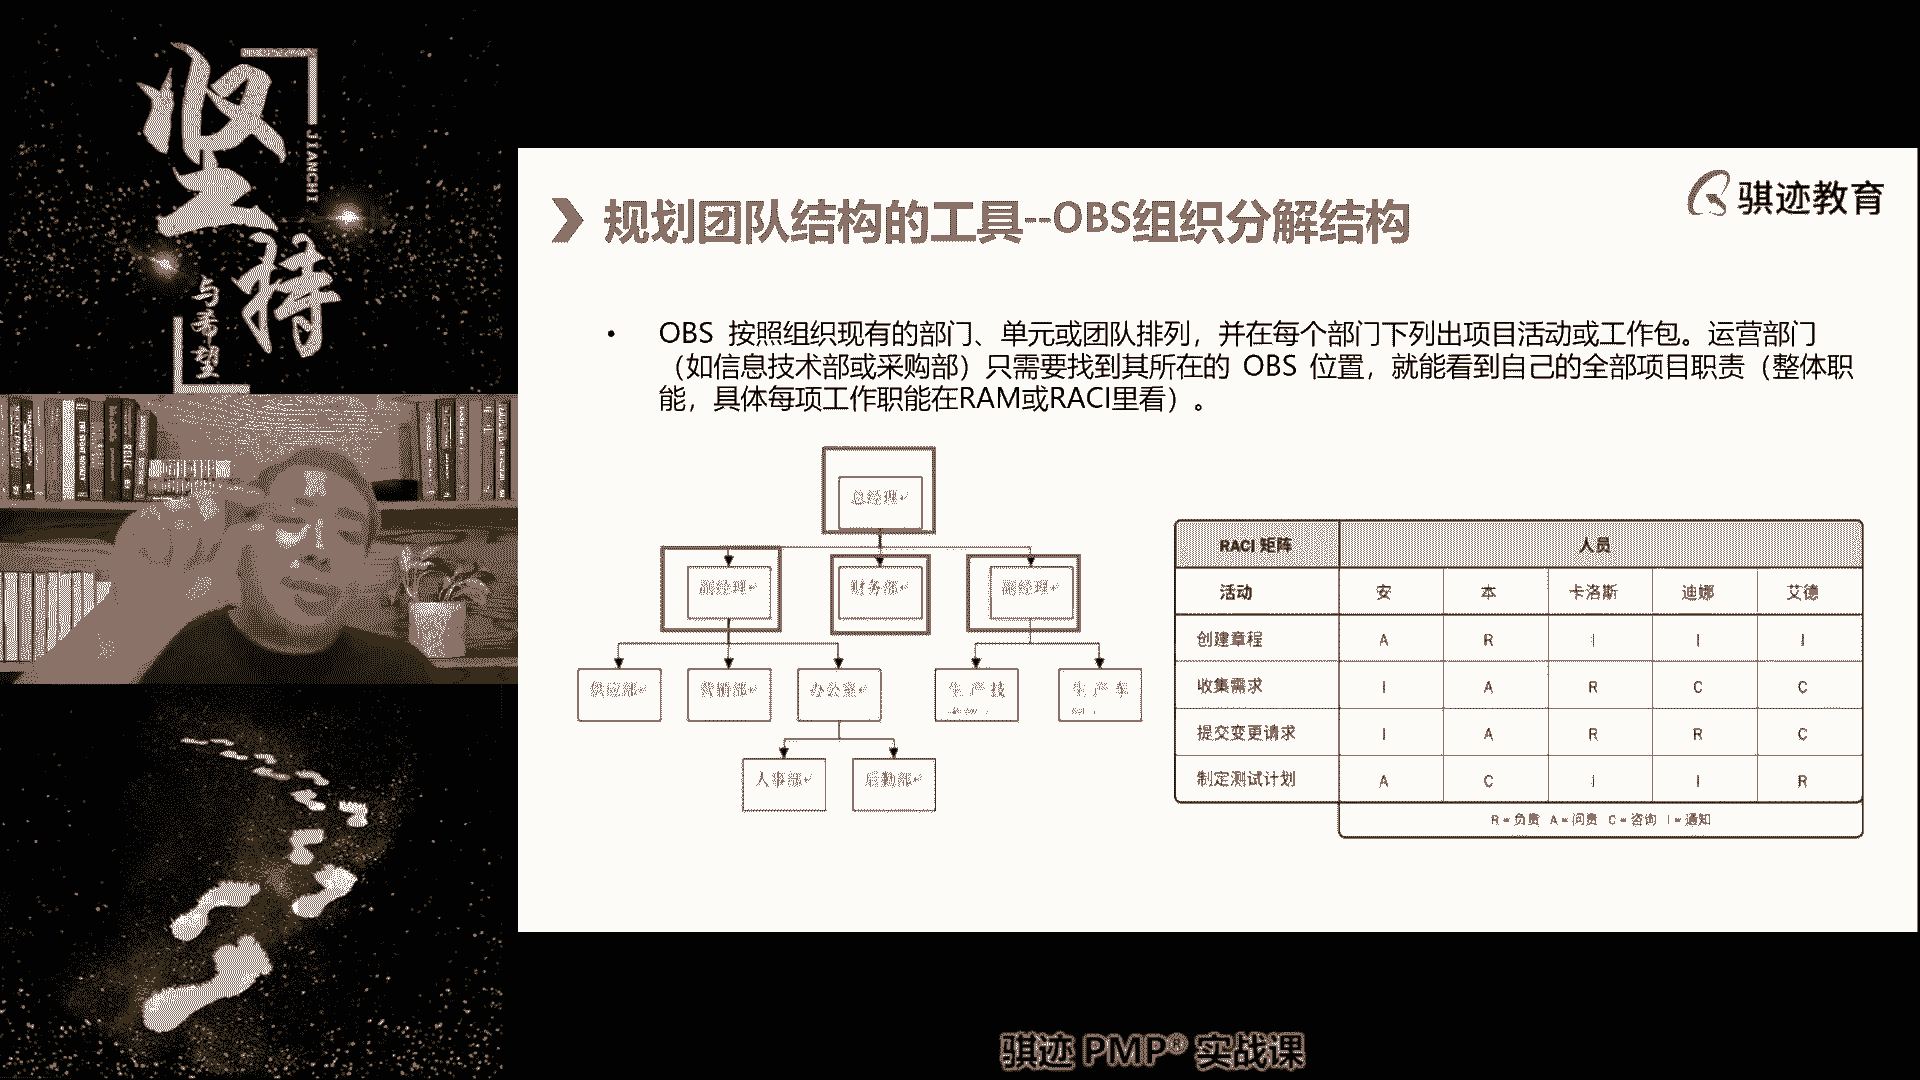 坚持
JIANCHI
与希望
骐迹教育
规划团队结构的工具--OBS组织分解结构
• OBS 按照组织现有的部门、单元或团队排列，并在每个部门下列出项目活动或工作包。运营部门
（如信息技术部或采购部）只需要找到其所在的 OBS 位置，就能看到自己的全部项目职责（整体职
能，具体每项工作职能在RAM或RACI里看）。
总经理
副经理 财务部 副经理
供应部 营销部 办公室 生产技 生产车
人事部 后勤部
RACI 矩阵 人员
活动 安 本 卡洛斯 迪娜 艾德
创建章程 A R I I I
收集需求 I A R C C
提交变更请求 I A R R C
制定测试计划 A C I I R
R = 负责 A = 问责 C = 咨询 I = 通知
骐迹 PMP® 实战课